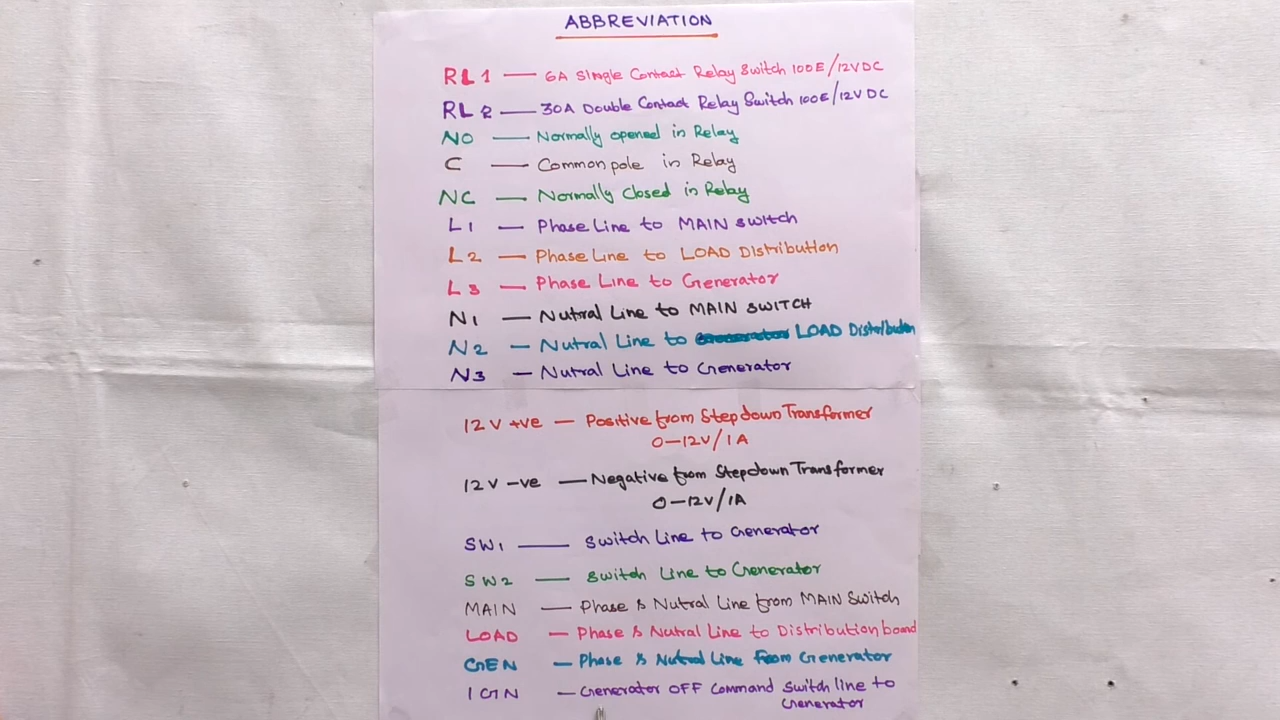 ABBREVIATION
RL1 — 6A Single Contact Relay Switch 100E/12VDC
RL2 — 30A Double Contact Relay Switch 100E/12VDC
NO — Normally opened in Relay
C — Common pole in Relay
NC — Normally Closed in Relay
L1 — Phase Line to MAIN switch
L2 — Phase Line to LOAD Distribution
L3 — Phase Line to Generator
N1 — Nutral Line to MAIN SWITCH
N2 — Nutral Line to LOAD Distribution
N3 — Nutral Line to Generator
12V +ve — Positive from Stepdown Transformer
0-12V/1A
12V -ve — Negative from Stepdown Transformer
0-12V/1A
SW1 — Switch Line to Generator
SW2 — Switch Line to Generator
MAIN — Phase & Nutral Line from MAIN Switch
LOAD — Phase & Nutral Line to Distribution board
GEN — Phase & Nutral Line from Generator
IGN — Generator OFF Command Switch line to
Generator